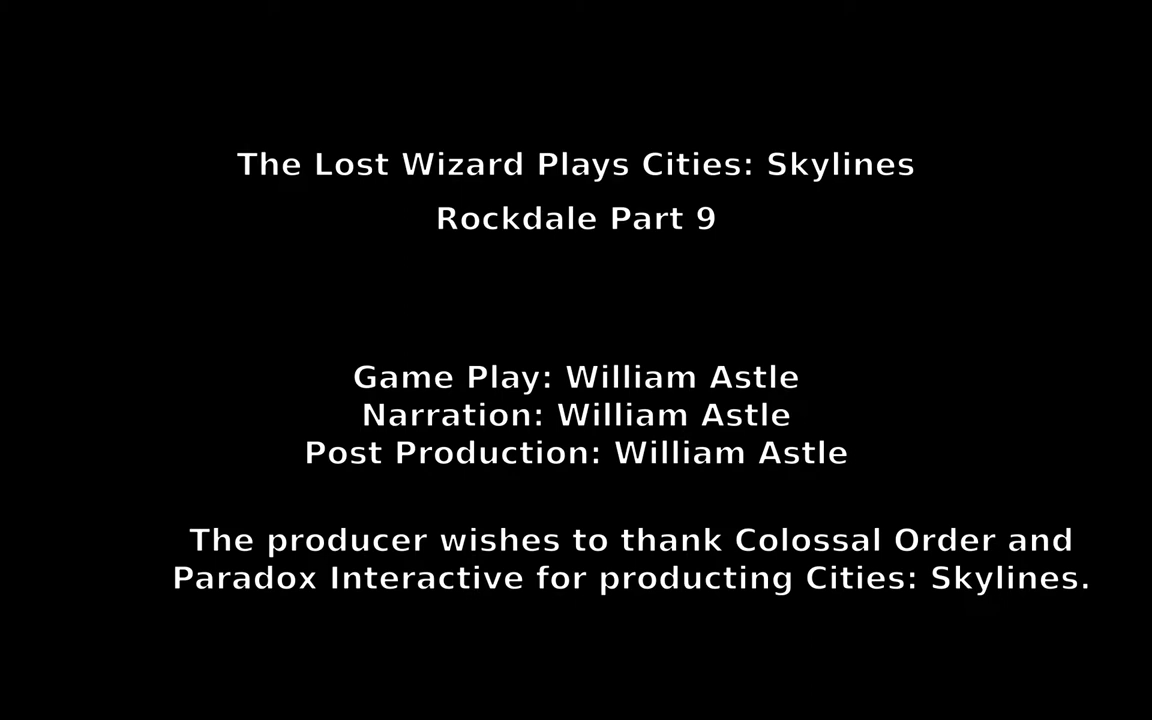 The Lost Wizard Plays Cities: Skylines
Rockdale Part 9
Game Play: William Astle
Narration: William Astle
Post Production: William Astle
The producer wishes to thank Colossal Order and
Paradox Interactive for producting Cities: Skylines.